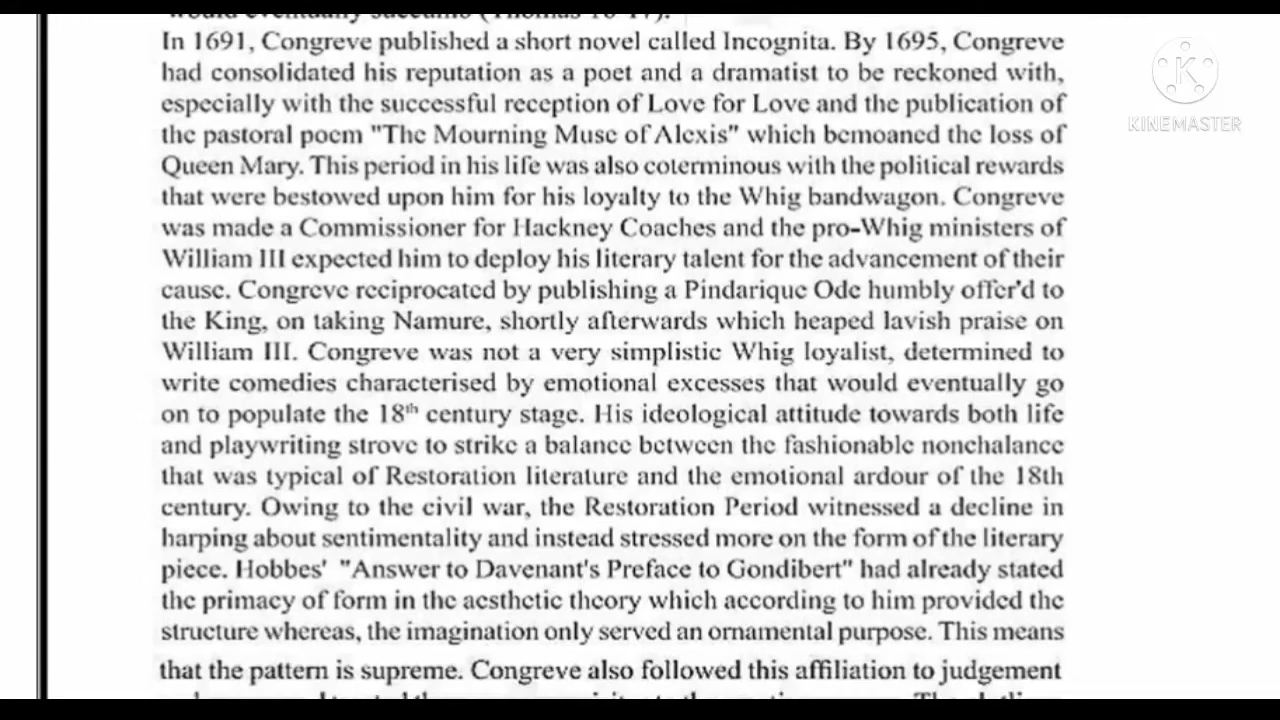 would eventually succumb (Thomas 16-17).
In 1691, Congreve published a short novel called Incognita. By 1695, Congreve
had consolidated his reputation as a poet and a dramatist to be reckoned with,
especially with the successful reception of Love for Love and the publication of
the pastoral poem "The Mourning Muse of Alexis" which bemoaned the loss of
Queen Mary. This period in his life was also coterminous with the political rewards
that were bestowed upon him for his loyalty to the Whig bandwagon. Congreve
was made a Commissioner for Hackney Coaches and the pro-Whig ministers of
William III expected him to deploy his literary talent for the advancement of their
cause. Congreve reciprocated by publishing a Pindarique Ode humbly offer'd to
the King, on taking Namure, shortly afterwards which heaped lavish praise on
William III. Congreve was not a very simplistic Whig loyalist, determined to
write comedies characterised by emotional excesses that would eventually go
on to populate the 18th century stage. His ideological attitude towards both life
and playwriting strove to strike a balance between the fashionable nonchalance
that was typical of Restoration literature and the emotional ardour of the 18th
century. Owing to the civil war, the Restoration Period witnessed a decline in
harping about sentimentality and instead stressed more on the form of the literary
piece. Hobbes' "Answer to Davenant's Preface to Gondibert" had already stated
the primacy of form in the aesthetic theory which according to him provided the
structure whereas, the imagination only served an ornamental purpose. This means
that the pattern is supreme. Congreve also followed this affiliation to judgement
K
KINEMASTER